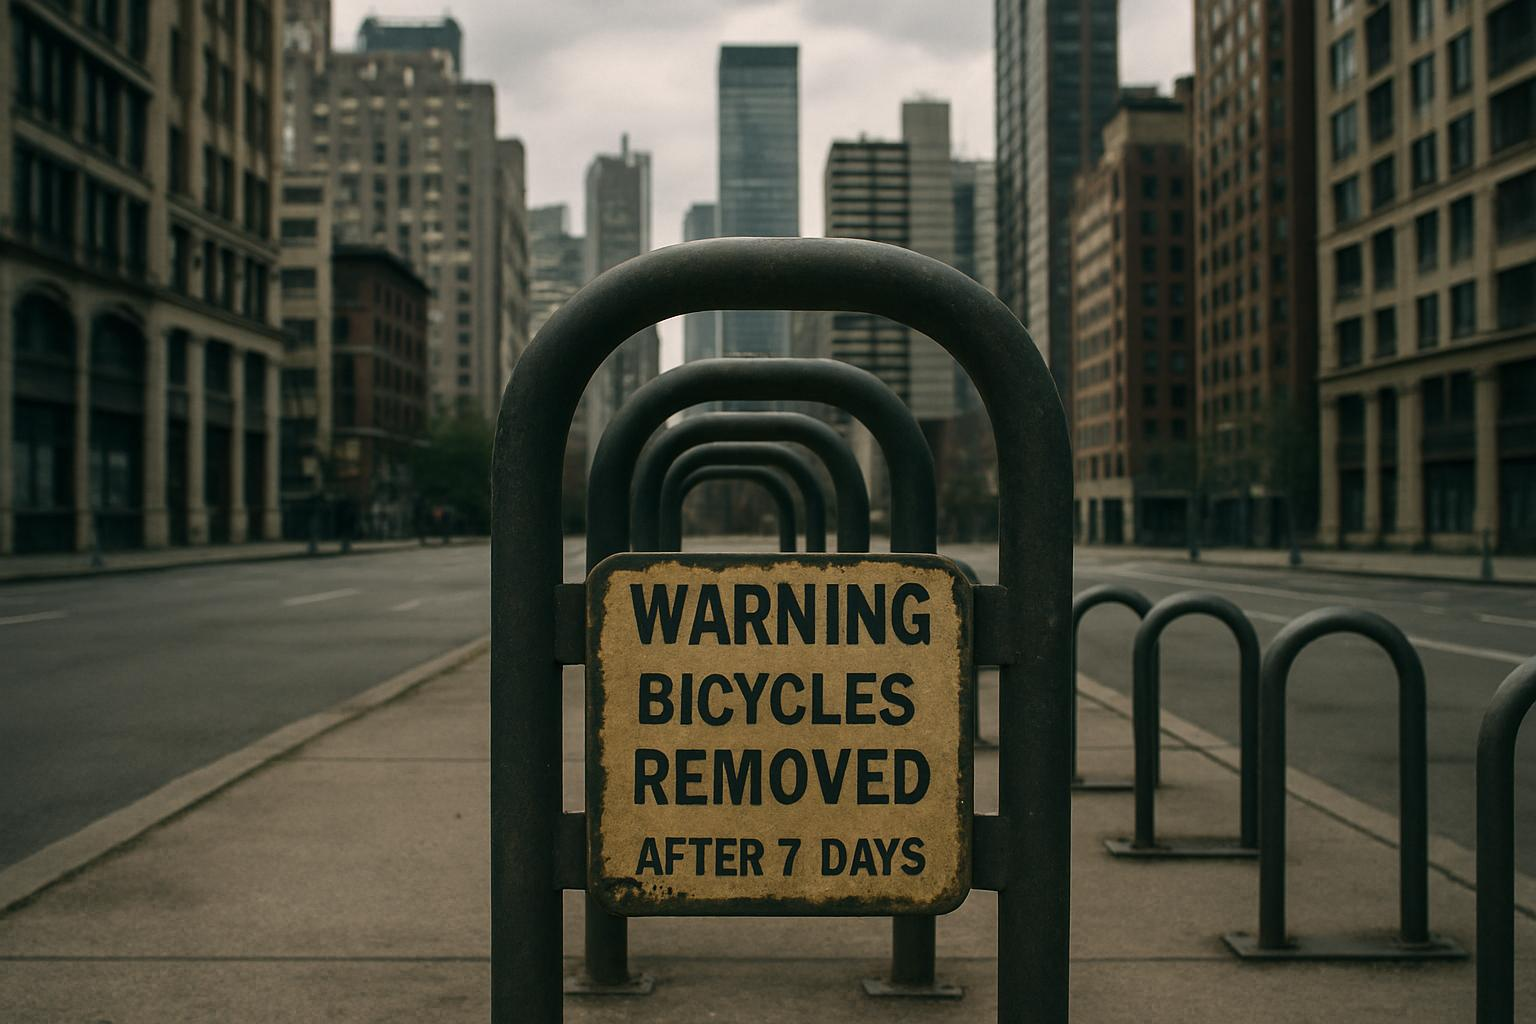 WARNING
BICYCLES
REMOVED
AFTER 7 DAYS